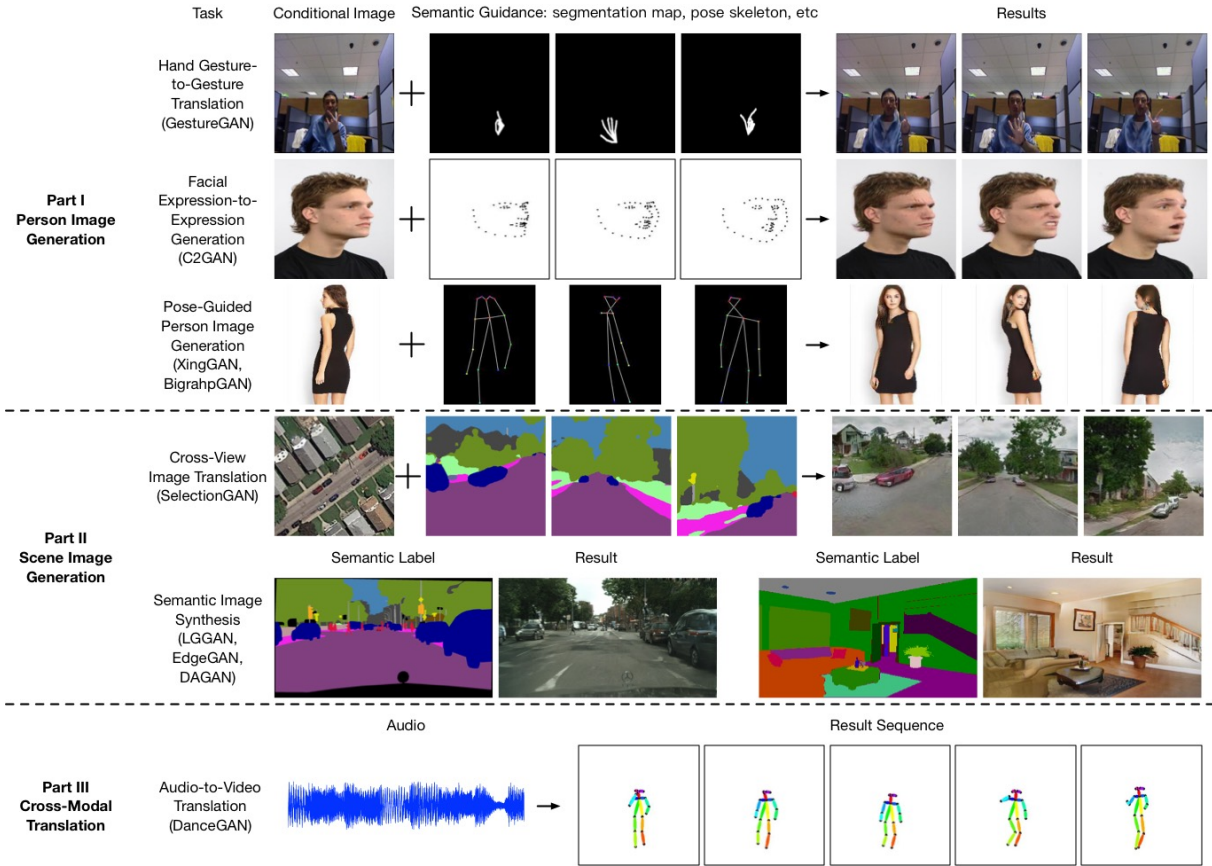 Task
Conditional Image
Semantic Guidance: segmentation map, pose skeleton, etc
Results
Part I
Person Image
Generation
Hand Gesture-
to-Gesture
Translation
(GestureGAN)
Facial
Expression-to-
Expression
Generation
(C2GAN)
Pose-Guided
Person Image
Generation
(XingGAN,
BigrahpGAN)
Part II
Scene Image
Generation
Cross-View
Image Translation
(SelectionGAN)
Semantic Label
Result
Semantic Label
Result
Semantic Image
Synthesis
(LGGAN,
EdgeGAN,
DAGAN)
Audio
Result Sequence
Part III
Cross-Modal
Translation
Audio-to-Video
Translation
(DanceGAN)